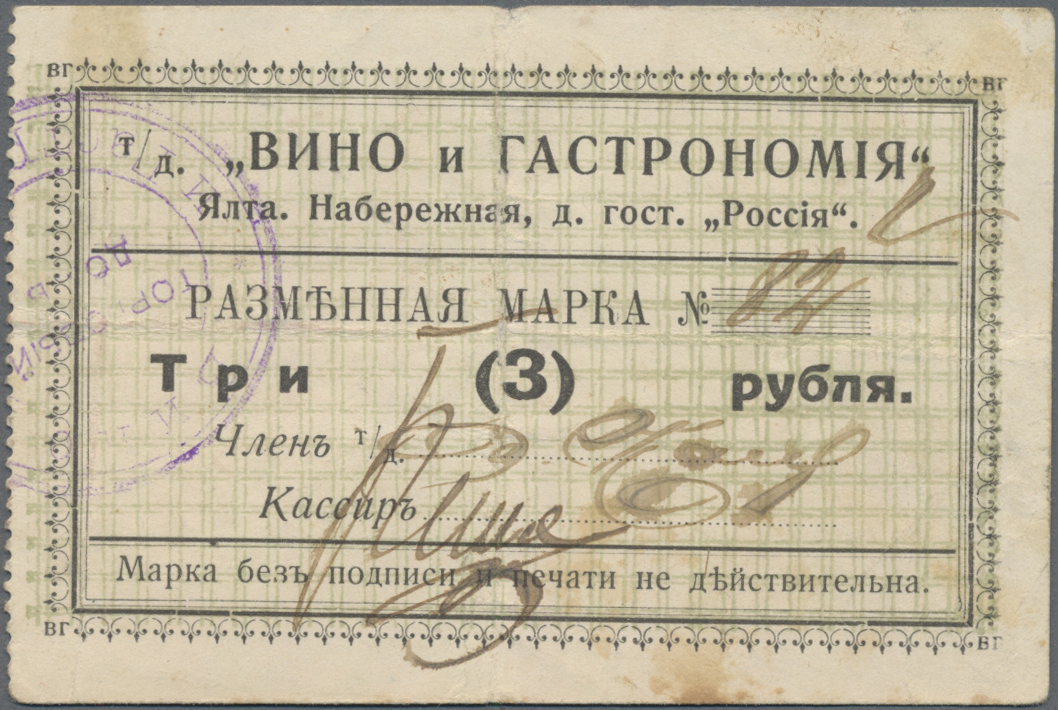 ВГ ВГ
т/д. „ВИНО и ГАСТРОНОМІЯ“
Ялта. Набережная, д. гост. „Россія“.
РАЗМѢННАЯ МАРКА № 82
Три (3) рубля.
Членъ т/д.
Кассиръ
Марка безъ подписи и печати не дѣйствительна.
ВГ ВГ